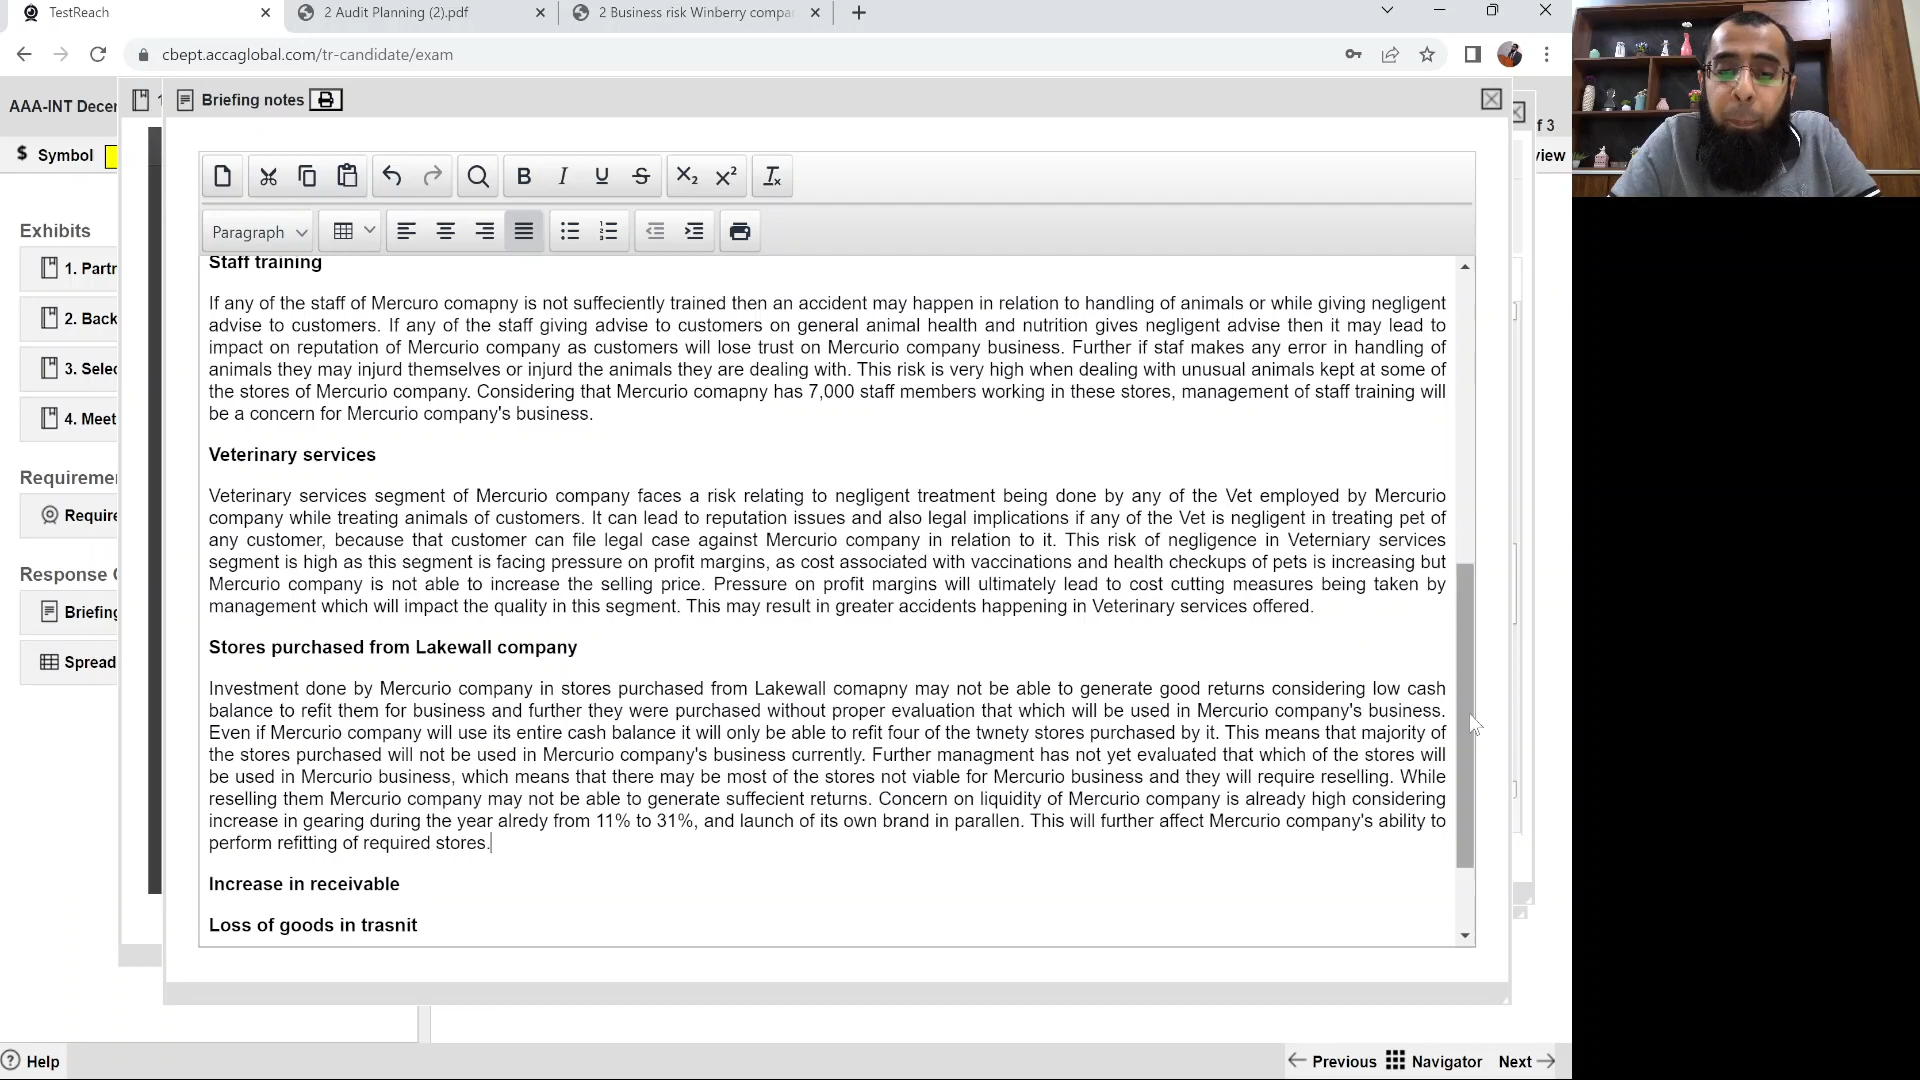 TestReach
2 Audit Planning (2).pdf
2 Business risk Winberry compa
cbept.accaglobal.com/tr-candidate/exam
AAA-INT Decer
Briefing notes
f 3
$ Symbol
view
Paragraph
Exhibits
1. Partr
2. Back
3. Selec
4. Meet
Requiremer
Require
Response
Briefing
Spread
Staff training
If any of the staff of Mercuro comapny is not suffeciently trained then an accident may happen in relation to handling of animals or while giving negligent
advise to customers. If any of the staff giving advise to customers on general animal health and nutrition gives negligent advise then it may lead to
impact on reputation of Mercurio company as customers will lose trust on Mercurio company business. Further if staf makes any error in handling of
animals they may injurd themselves or injurd the animals they are dealing with. This risk is very high when dealing with unusual animals kept at some of
the stores of Mercurio company. Considering that Mercurio comapny has 7,000 staff members working in these stores, management of staff training will
be a concern for Mercurio company's business.
Veterinary services
Veterinary services segment of Mercurio company faces a risk relating to negligent treatment being done by any of the Vet employed by Mercurio
company while treating animals of customers. It can lead to reputation issues and also legal implications if any of the Vet is negligent in treating pet of
any customer, because that customer can file legal case against Mercurio company in relation to it. This risk of negligence in Veterniary services
segment is high as this segment is facing pressure on profit margins, as cost associated with vaccinations and health checkups of pets is increasing but
Mercurio company is not able to increase the selling price. Pressure on profit margins will ultimately lead to cost cutting measures being taken by
management which will impact the quality in this segment. This may result in greater accidents happening in Veterinary services offered.
Stores purchased from Lakewall company
Investment done by Mercurio company in stores purchased from Lakewall comapny may not be able to generate good returns considering low cash
balance to refit them for business and further they were purchased without proper evaluation that which will be used in Mercurio company's business.
Even if Mercurio company will use its entire cash balance it will only be able to refit four of the twnety stores purchased by it. This means that majority of
the stores purchased will not be used in Mercurio company's business currently. Further managment has not yet evaluated that which of the stores will
be used in Mercurio business, which means that there may be most of the stores not viable for Mercurio business and they will require reselling. While
reselling them Mercurio company may not be able to generate suffecient returns. Concern on liquidity of Mercurio company is already high considering
increase in gearing during the year alredy from 11% to 31%, and launch of its own brand in parallen. This will further affect Mercurio company's ability to
perform refitting of required stores.
Increase in receivable
Loss of goods in trasnit
Help
Previous
Navigator
Next